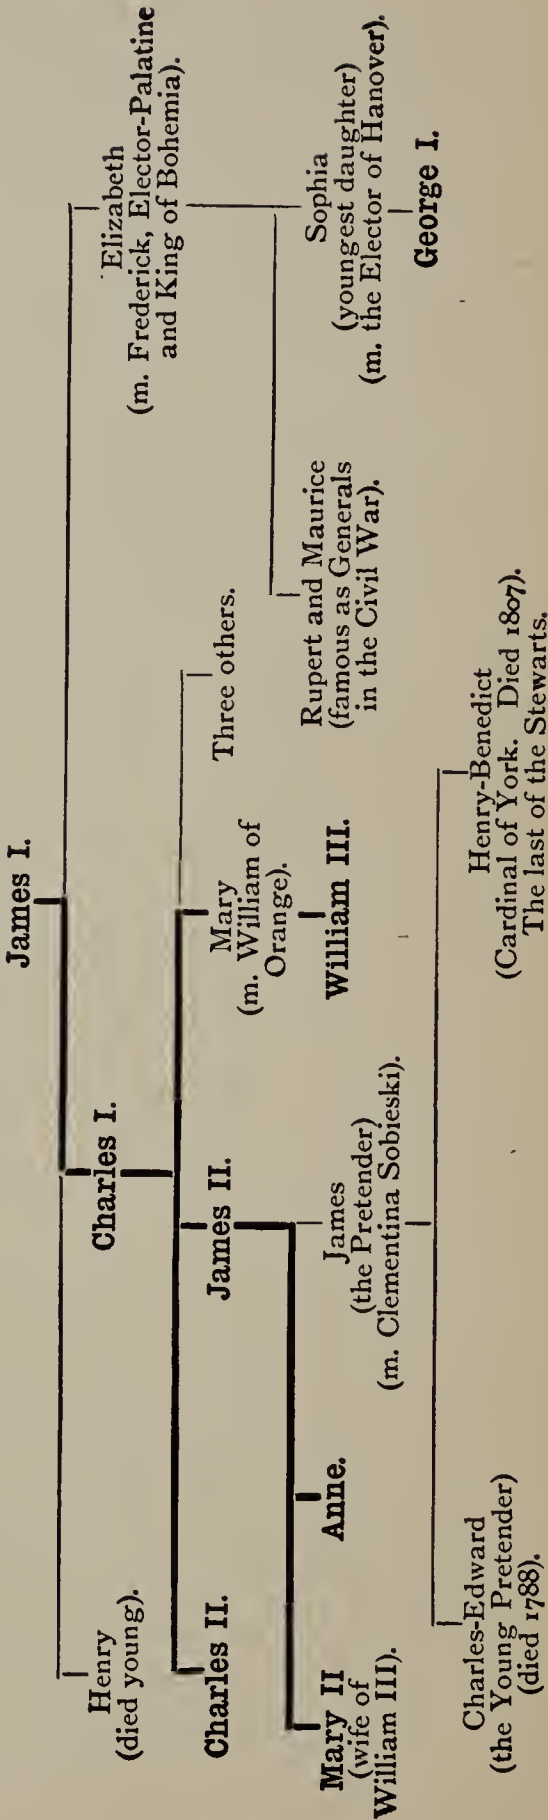 James I.
Henry
(died young).
Charles I.
Elizabeth
(m. Frederick, Elector-Palatine
and King of Bohemia).
Charles II.
James II.
Mary
(m. William of
Orange).
Three others.
Rupert and Maurice
(famous as Generals
in the Civil War).
Sophia
(youngest daughter)
(m. the Elector of Hanover).
Mary II
(wife of
William III).
Anne.
James
(the Pretender)
(m. Clementina Sobieski).
William III.
George I.
Charles-Edward
(the Young Pretender)
(died 1788).
Henry-Benedict
(Cardinal of York. Died 1807).
The last of the Stewarts.